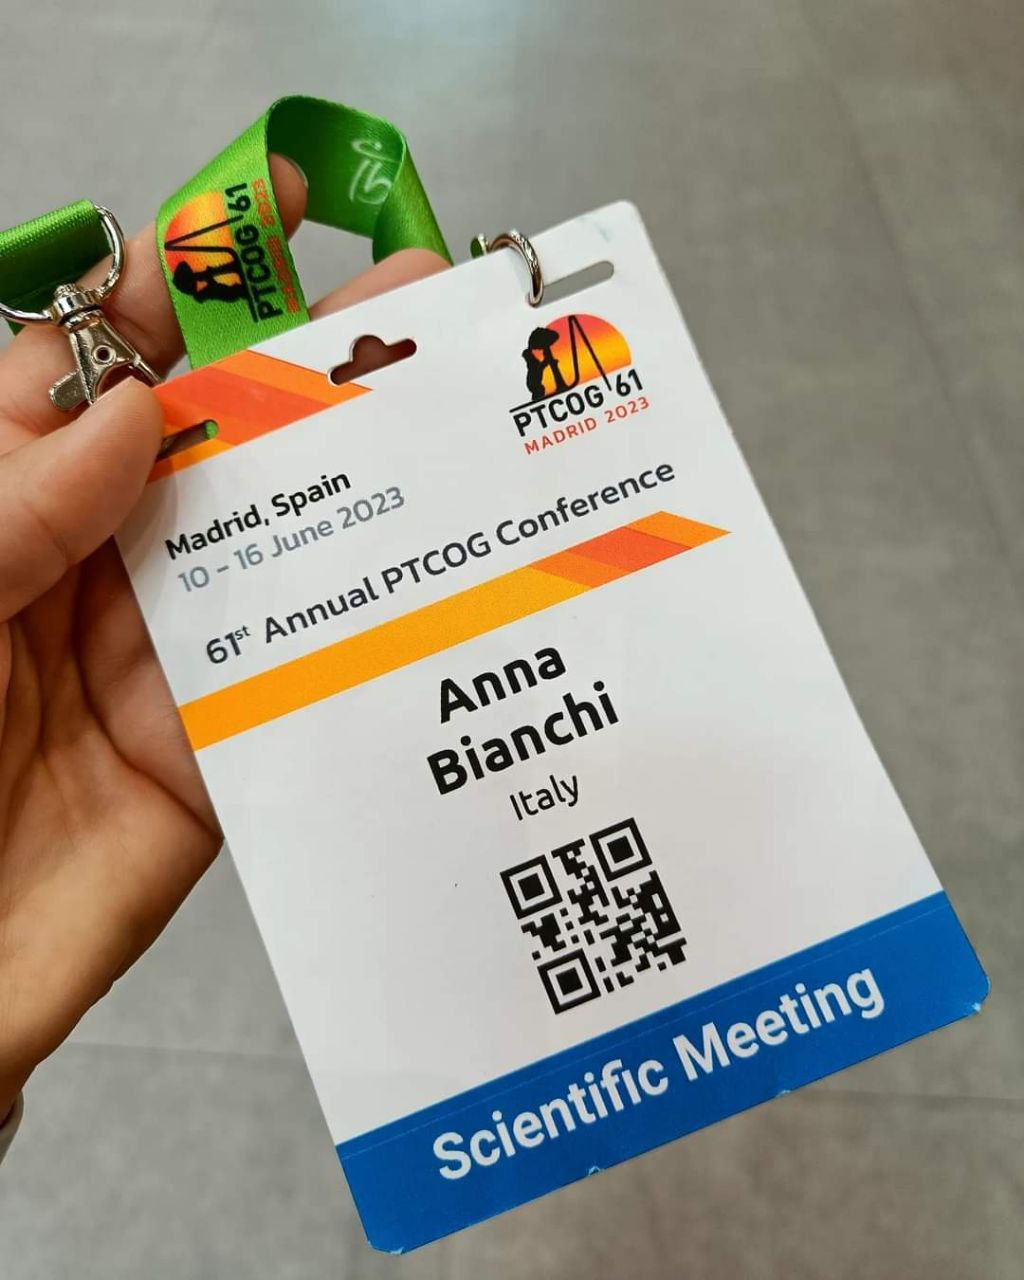 PTCOG '61
MADRID 2023
PTCOG '61
MADRID 2023
Madrid, Spain
10 – 16 June 2023
61st Annual PTCOG Conference
Anna
Bianchi
Italy
Scientific Meeting